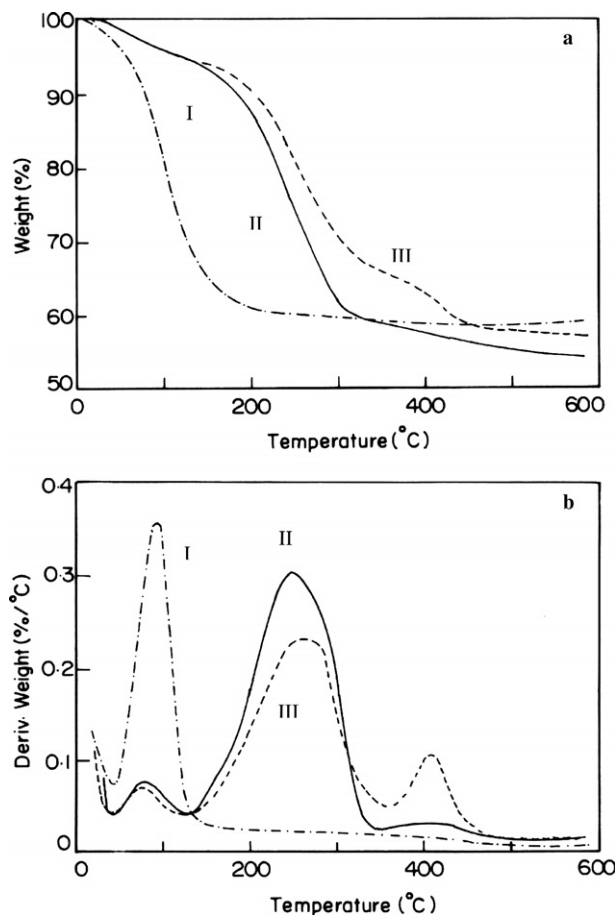 100
a
90
I
80
Weight (%)
II
70
III
60
50
0
200
400
600
Temperature (°C)
0.4
b
I
II
0.3
Deriv. Weight (%/°C)
0.2
III
0.1
0
0
200
400
600
Temperature (°C)